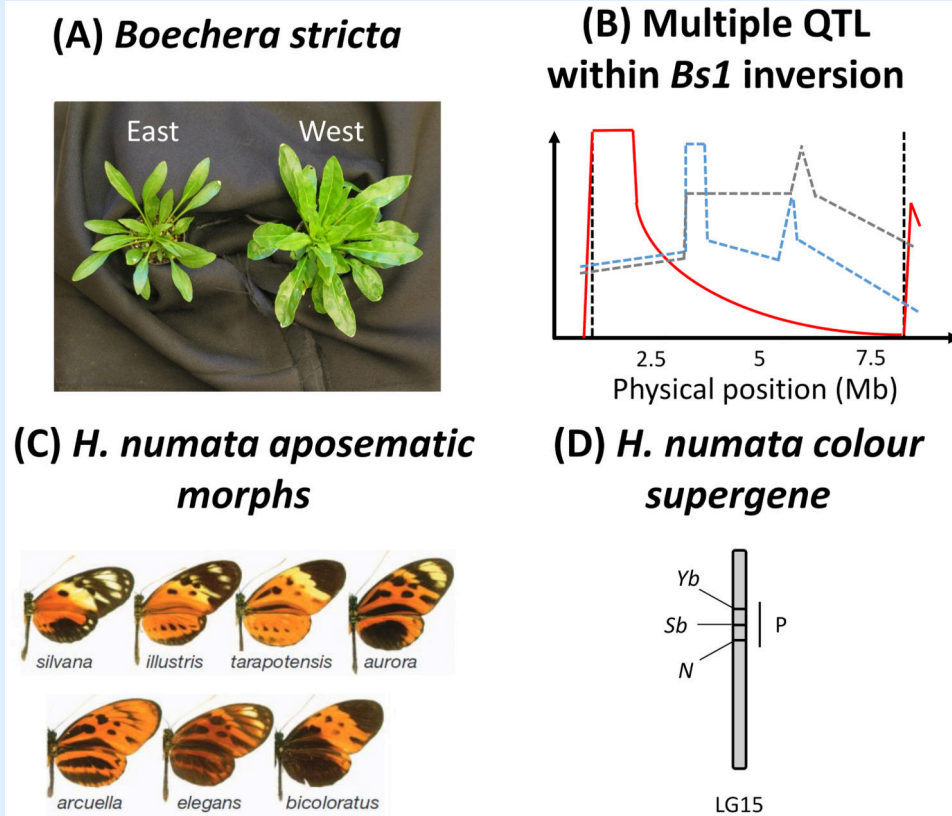 (A) Boechera stricta
East
West
(B) Multiple QTL
within Bs1 inversion
2.5
5
7.5
Physical position (Mb)
(C) H. numata aposematic
morphs
silvana
illustris
tarapotensis
aurora
arcuella
elegans
bicoloratus
(D) H. numata colour
supergene
Yb
Sb
N
P
LG15